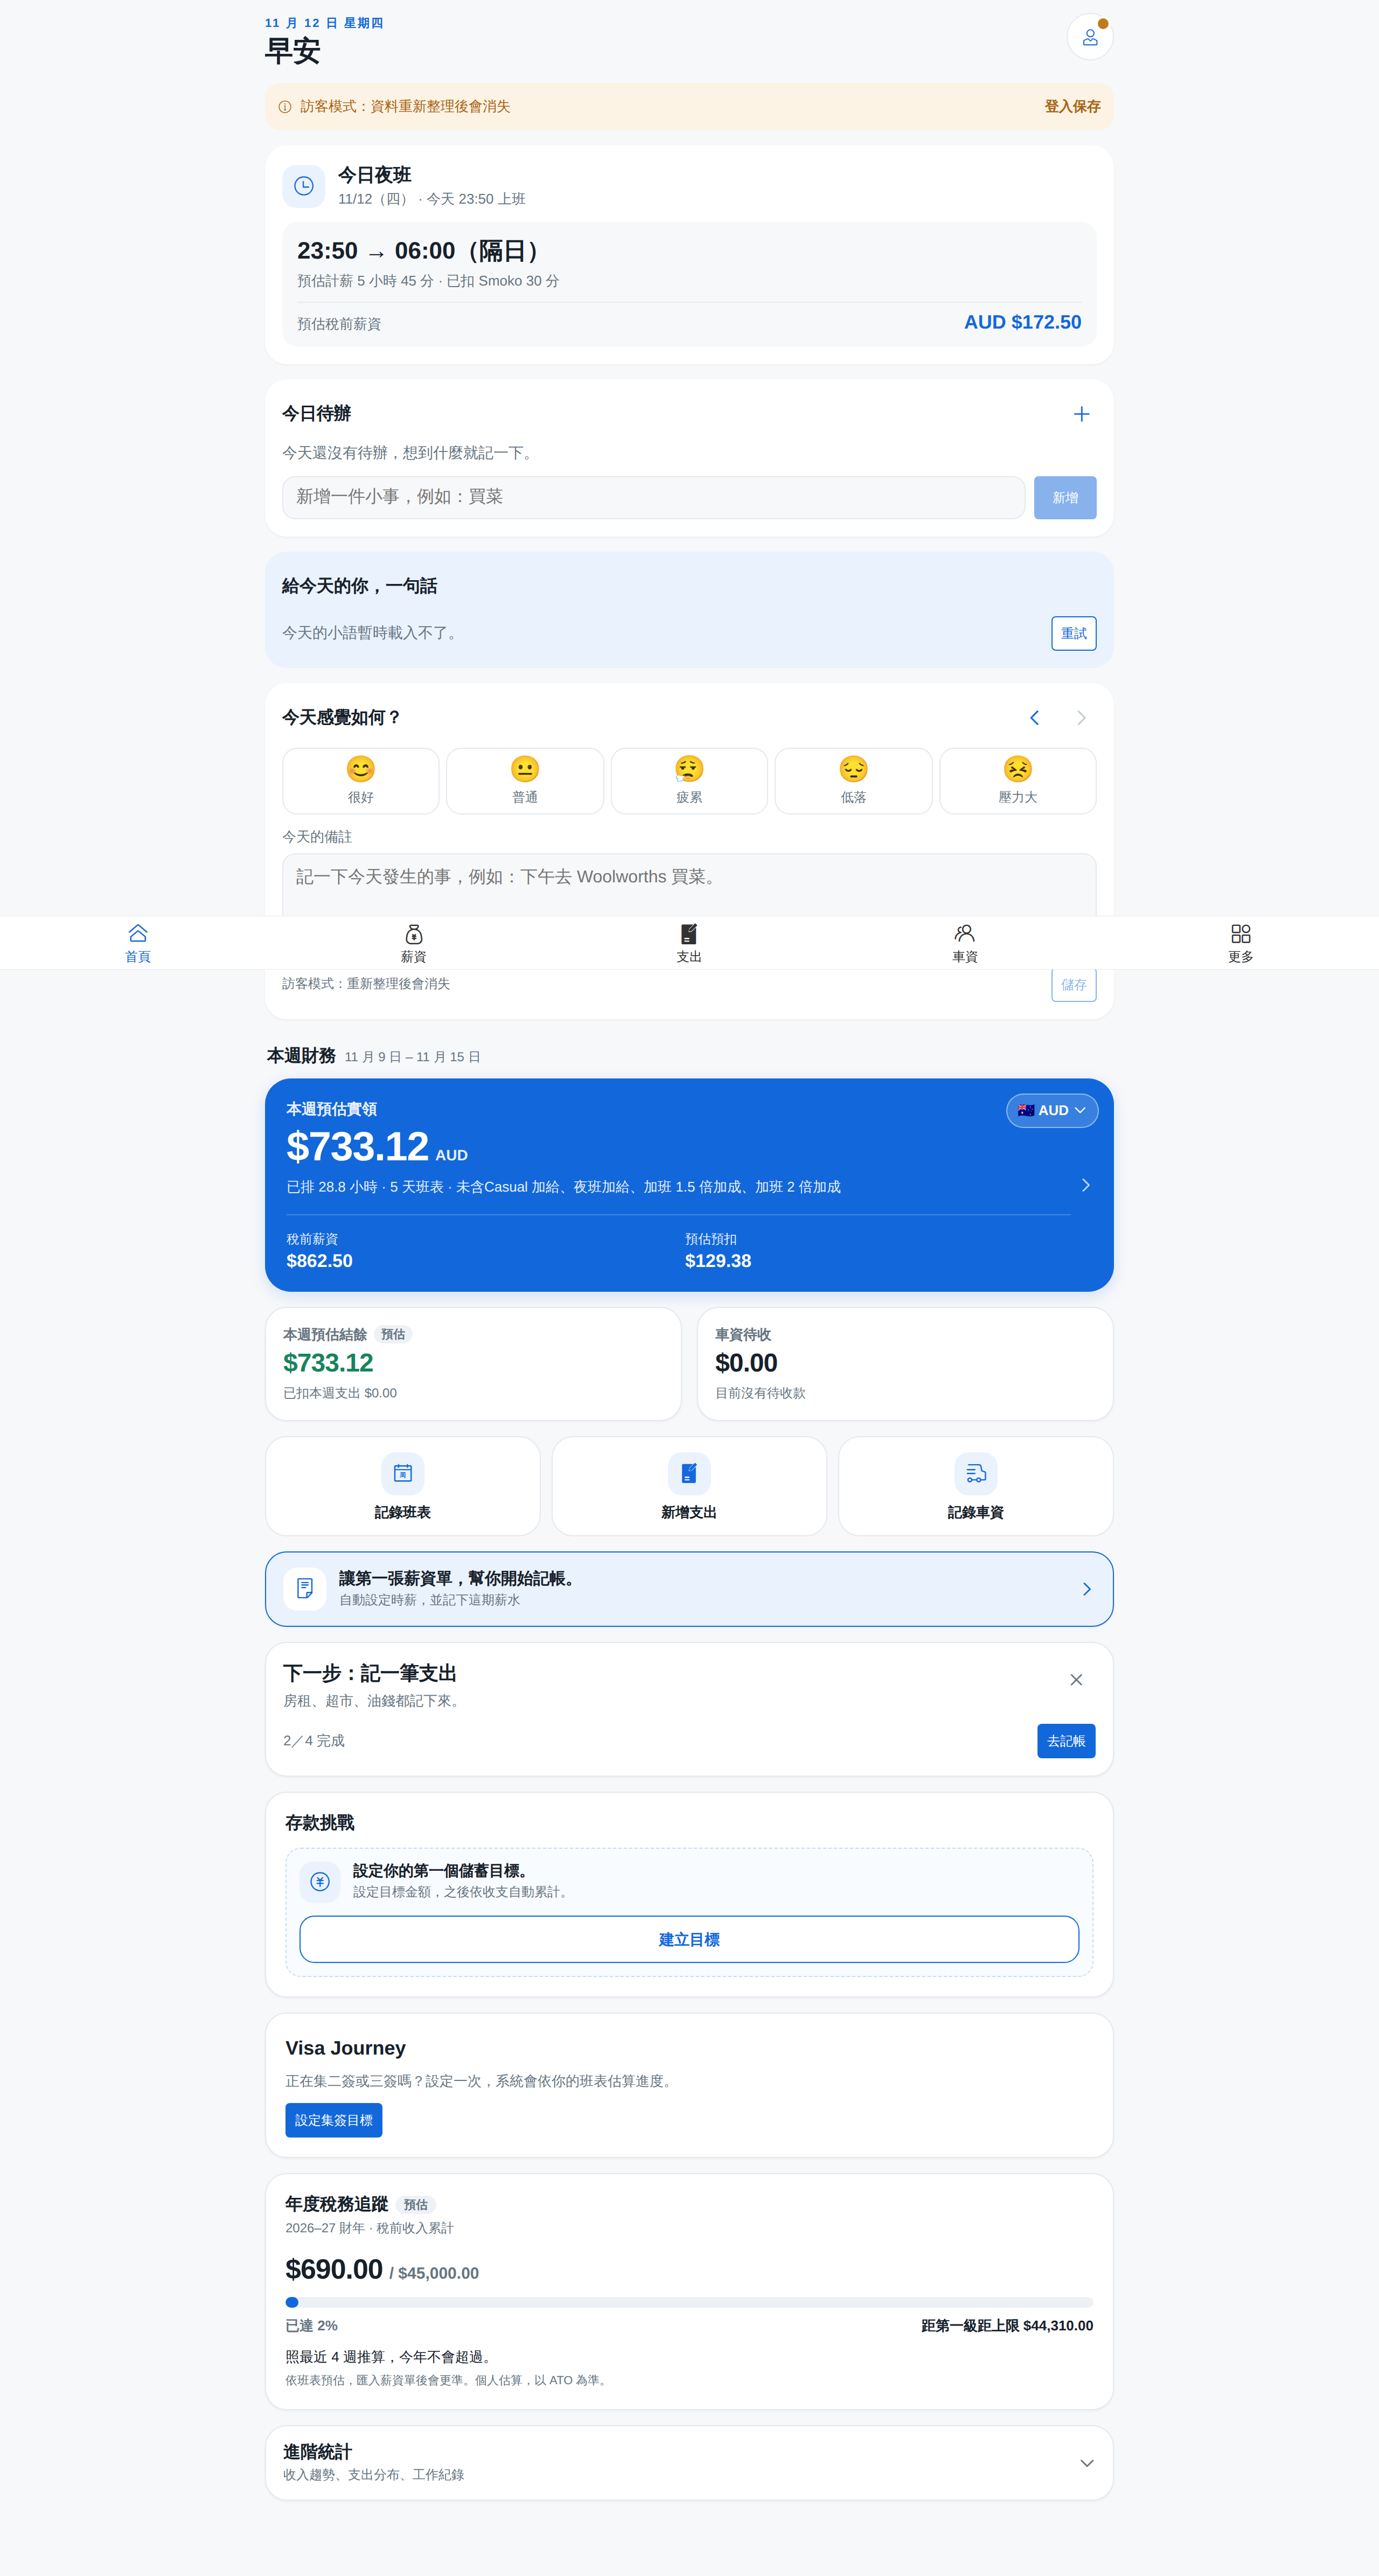 11 月 12 日 星期四
早安
訪客模式：資料重新整理後會消失
登入保存
今日夜班
11/12（四） · 今天 23:50 上班
23:50 → 06:00（隔日）
預估計薪 5 小時 45 分 · 已扣 Smoko 30 分
預估稅前薪資
AUD $172.50
今日待辦
今天還沒有待辦，想到什麼就記一下。
新增一件小事，例如：買菜
新增
給今天的你，一句話
今天的小語暫時載入不了。
重試
今天感覺如何？
很好
普通
疲累
低落
壓力大
今天的備註
記一下今天發生的事，例如：下午去 Woolworths 買菜。
首頁
薪資
支出
車資
更多
訪客模式：重新整理後會消失
儲存
本週財務 11 月 9 日 – 11 月 15 日
本週預估實領
🇦🇺 AUD
$733.12 AUD
已排 28.8 小時 · 5 天班表 · 未含Casual 加給、夜班加給、加班 1.5 倍加成、加班 2 倍加成
稅前薪資
$862.50
預估預扣
$129.38
本週預估結餘 預估
$733.12
已扣本週支出 $0.00
車資待收
$0.00
目前沒有待收款
記錄班表
新增支出
記錄車資
讓第一張薪資單，幫你開始記帳。
自動設定時薪，並記下這期薪水
下一步：記一筆支出
房租、超市、油錢都記下來。
2／4 完成
去記帳
存款挑戰
設定你的第一個儲蓄目標。
設定目標金額，之後依收支自動累計。
建立目標
Visa Journey
正在集二簽或三簽嗎？設定一次，系統會依你的班表估算進度。
設定集簽目標
年度稅務追蹤 預估
2026–27 財年 · 稅前收入累計
$690.00 / $45,000.00
已達 2%
距第一級距上限 $44,310.00
照最近 4 週推算，今年不會超過。
依班表預估，匯入薪資單後會更準。個人估算，以 ATO 為準。
進階統計
收入趨勢、支出分布、工作紀錄